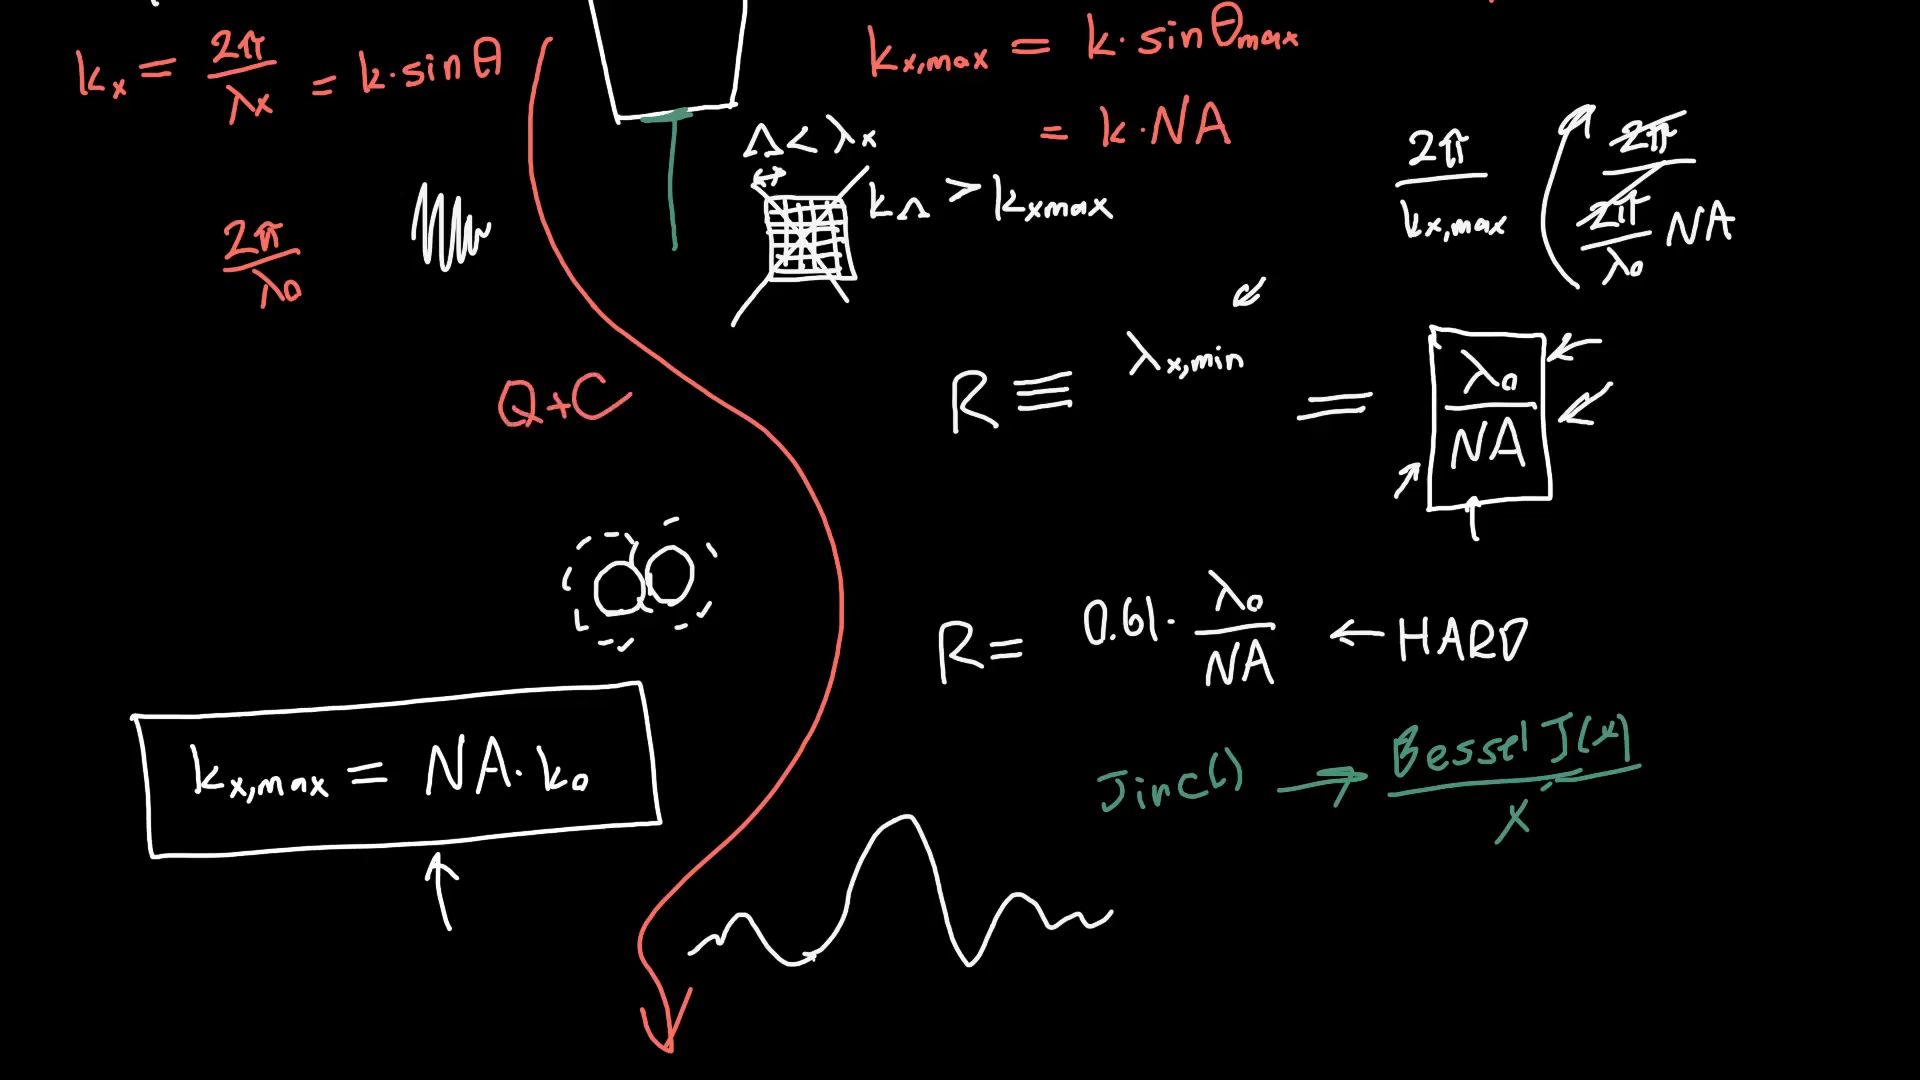 kx = 2π/λx = k·sinθ
kx,max = k·sinθmax
= k·NA
Λ < λx
kΛ > kxmax
2π/kx,max
2π/(2π/λ0 NA)
2π/λ0
R ≡ λx,min = λ0/NA
Q+C
R = 0.61·λ0/NA ← HARD
kx,max = NA·k0
Jinc() → Bessel J(x)/x